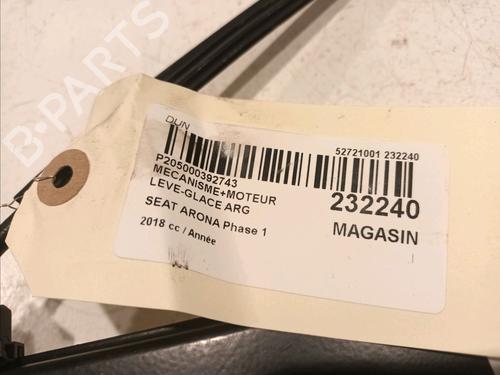 B-PARTS
DUN
52721001 232240
P205000392743
MECANISME+MOTEUR
LEVE-GLACE ARG
SEAT ARONA Phase 1
2018 cc / Année
232240
MAGASIN